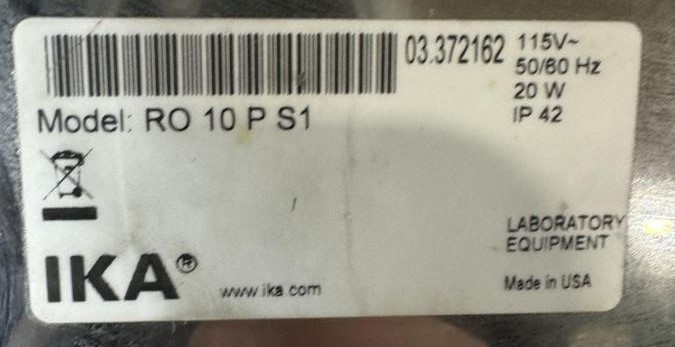 03.372162
115V~
50/60 Hz
20 W
IP 42
Model: RO 10 P S1
LABORATORY
EQUIPMENT
IKA®
www.ika.com
Made in USA